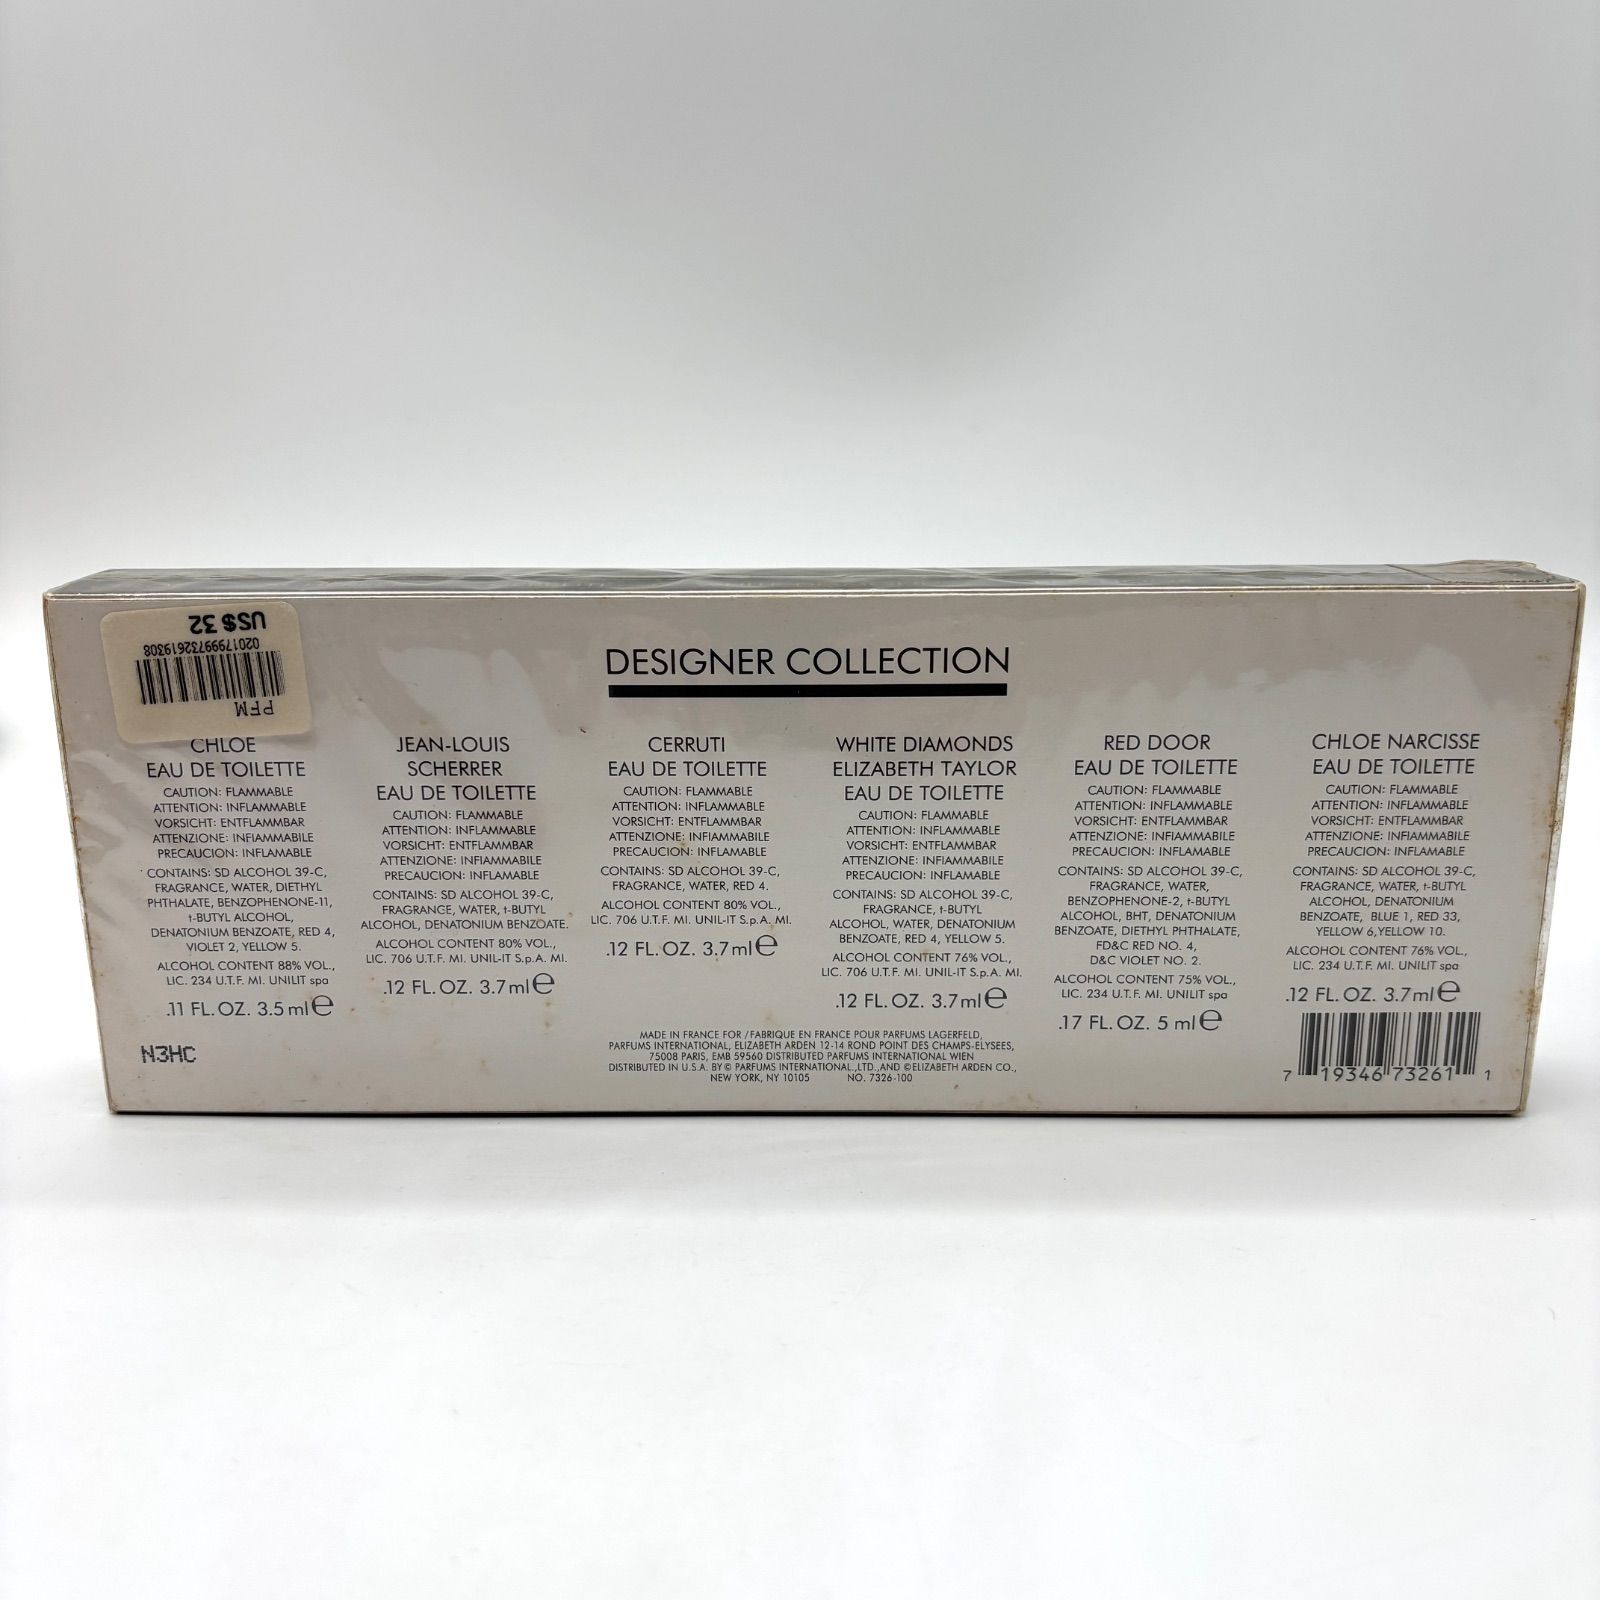 US$ 32
020179999732619308
PFM
DESIGNER COLLECTION
CHLOE
EAU DE TOILETTE
CAUTION: FLAMMABLE
ATTENTION: INFLAMMABLE
VORSICHT: ENTFLAMMBAR
ATTENZIONE: INFIAMMABILE
PRECAUCION: INFLAMABLE
CONTAINS: SD ALCOHOL 39-C,
FRAGRANCE, WATER, DIETHYL
PHTHALATE, BENZOPHENONE-11,
t-BUTYL ALCOHOL,
DENATONIUM BENZOATE, RED 4,
VIOLET 2, YELLOW 5.
ALCOHOL CONTENT 88% VOL.,
LIC. 234 U.T.F. MI. UNILIT spa
.11 FL. OZ. 3.5 ml e
N3HC
JEAN-LOUIS
SCHERRER
EAU DE TOILETTE
CAUTION: FLAMMABLE
ATTENTION: INFLAMMABLE
VORSICHT: ENTFLAMMBAR
ATTENZIONE: INFIAMMABILE
PRECAUCION: INFLAMABLE
CONTAINS: SD ALCOHOL 39-C,
FRAGRANCE, WATER, t-BUTYL
ALCOHOL, DENATONIUM BENZOATE.
ALCOHOL CONTENT 80% VOL.,
LIC. 706 U.T.F. MI. UNIL-IT S.p.A. MI.
.12 FL. OZ. 3.7 ml e
CERRUTI
EAU DE TOILETTE
CAUTION: FLAMMABLE
ATTENTION: INFLAMMABLE
VORSICHT: ENTFLAMMBAR
ATTENZIONE: INFIAMMABILE
PRECAUCION: INFLAMABLE
CONTAINS: SD ALCOHOL 39-C,
FRAGRANCE, WATER, RED 4.
ALCOHOL CONTENT 80% VOL.,
LIC. 706 U.T.F. MI. UNIL-IT S.p.A. MI.
.12 FL. OZ. 3.7 ml e
WHITE DIAMONDS
ELIZABETH TAYLOR
EAU DE TOILETTE
CAUTION: FLAMMABLE
ATTENTION: INFLAMMABLE
VORSICHT: ENTFLAMMBAR
ATTENZIONE: INFIAMMABILE
PRECAUCION: INFLAMABLE
CONTAINS: SD ALCOHOL 39-C,
FRAGRANCE, t-BUTYL
ALCOHOL, WATER, DENATONIUM
BENZOATE, RED 4, YELLOW 5.
ALCOHOL CONTENT 76% VOL.,
LIC. 706 U.T.F. MI. UNIL-IT S.p.A. MI.
.12 FL. OZ. 3.7 ml e
RED DOOR
EAU DE TOILETTE
CAUTION: FLAMMABLE
ATTENTION: INFLAMMABLE
VORSICHT: ENTFLAMMBAR
ATTENZIONE: INFIAMMABILE
PRECAUCION: INFLAMABLE
CONTAINS: SD ALCOHOL 39-C,
FRAGRANCE, WATER,
BENZOPHENONE-2, t-BUTYL
ALCOHOL, BHT, DENATONIUM
BENZOATE, DIETHYL PHTHALATE,
FD&C RED NO. 4,
D&C VIOLET NO. 2.
ALCOHOL CONTENT 75% VOL.,
LIC. 234 U.T.F. MI. UNILIT spa
.17 FL. OZ. 5 ml e
CHLOE NARCISSE
EAU DE TOILETTE
CAUTION: FLAMMABLE
ATTENTION: INFLAMMABLE
VORSICHT: ENTFLAMMBAR
ATTENZIONE: INFIAMMABILE
PRECAUCION: INFLAMABLE
CONTAINS: SD ALCOHOL 39-C,
FRAGRANCE, WATER, t-BUTYL
ALCOHOL, DENATONIUM
BENZOATE, BLUE 1, RED 33,
YELLOW 6,YELLOW 10.
ALCOHOL CONTENT 76% VOL.,
LIC. 234 U.T.F. MI. UNILIT spa
.12 FL. OZ. 3.7 ml e
MADE IN FRANCE FOR / FABRIQUE EN FRANCE POUR PARFUMS LAGERFELD,
PARFUMS INTERNATIONAL, ELIZABETH ARDEN 12-14 ROND POINT DES CHAMPS-ELYSEES,
75008 PARIS, EMB 59560 DISTRIBUTED PARFUMS INTERNATIONAL WIEN
DISTRIBUTED IN U.S.A. BY © PARFUMS INTERNATIONAL.,LTD.,AND ©ELIZABETH ARDEN CO.,
NEW YORK, NY 10105 NO. 7326-100
7 19346 73261 1